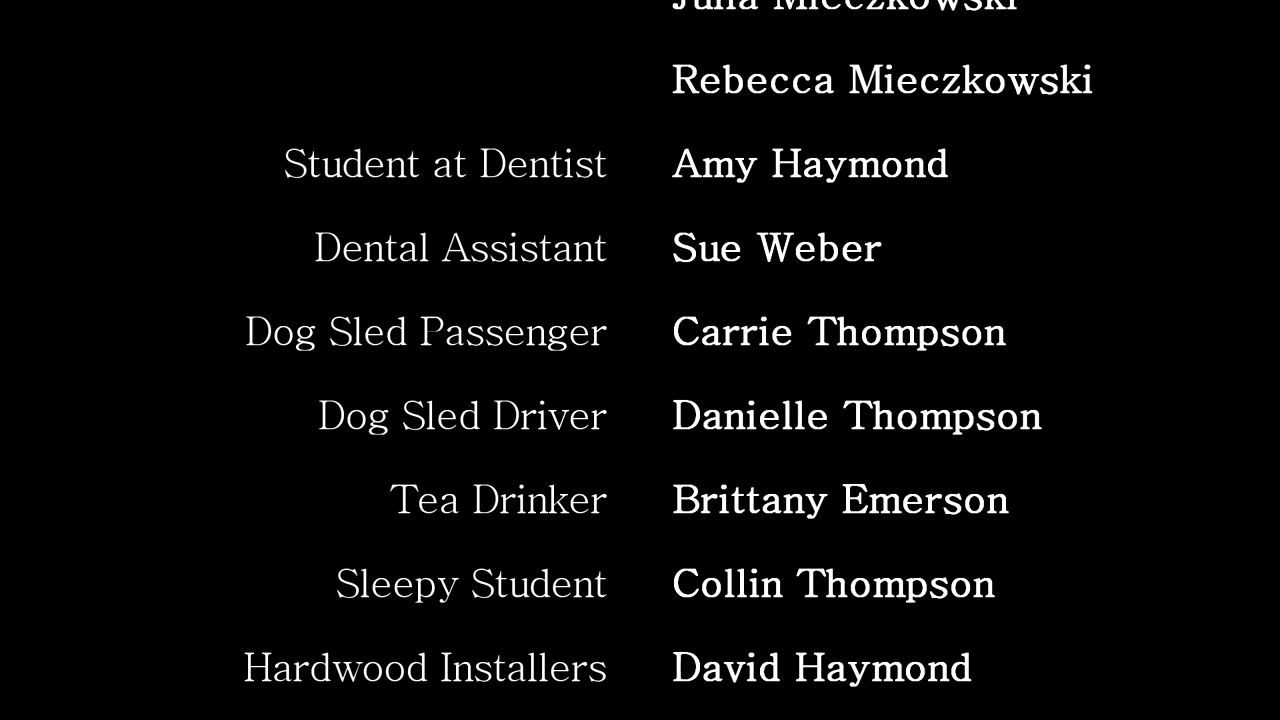 Julia Mieczkowski
Rebecca Mieczkowski
Student at Dentist Amy Haymond
Dental Assistant Sue Weber
Dog Sled Passenger Carrie Thompson
Dog Sled Driver Danielle Thompson
Tea Drinker Brittany Emerson
Sleepy Student Collin Thompson
Hardwood Installers David Haymond